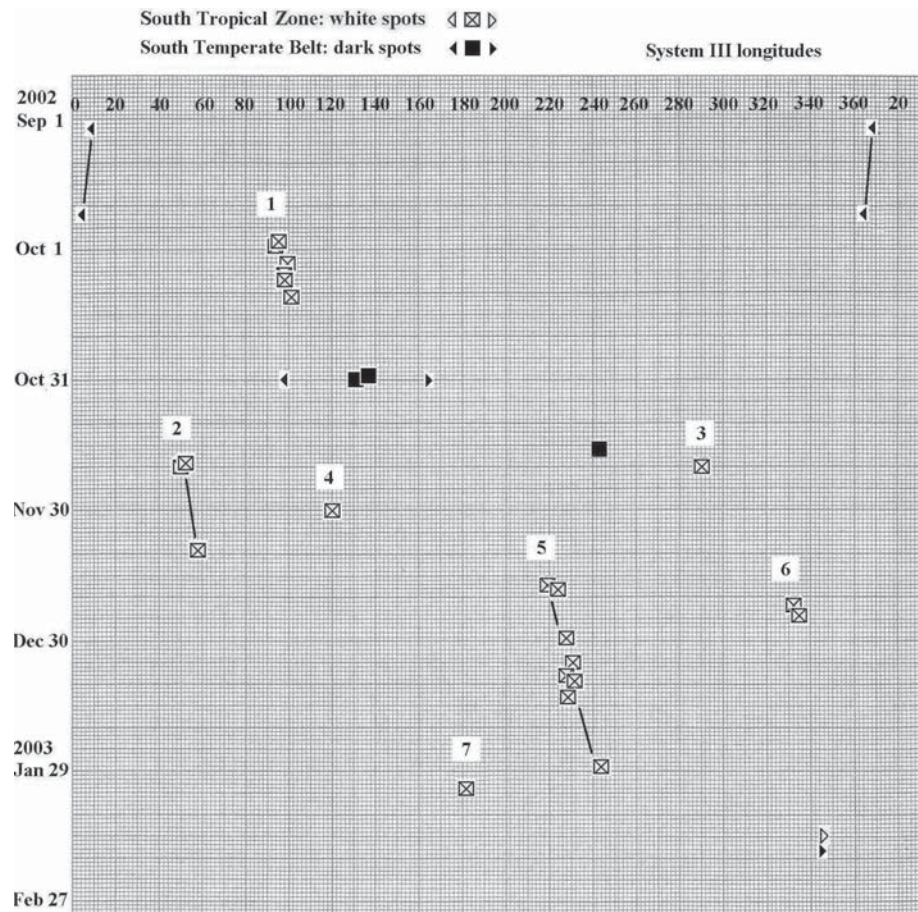 South Tropical Zone: white spots
South Temperate Belt: dark spots
System III longitudes
2002
0 20 40 60 80 100 120 140 160 180 200 220 240 260 280 300 320 340 360 20
Sep 1
1
Oct 1
Oct 31
2
3
4
Nov 30
5
6
Dec 30
2003
7
Jan 29
Feb 27